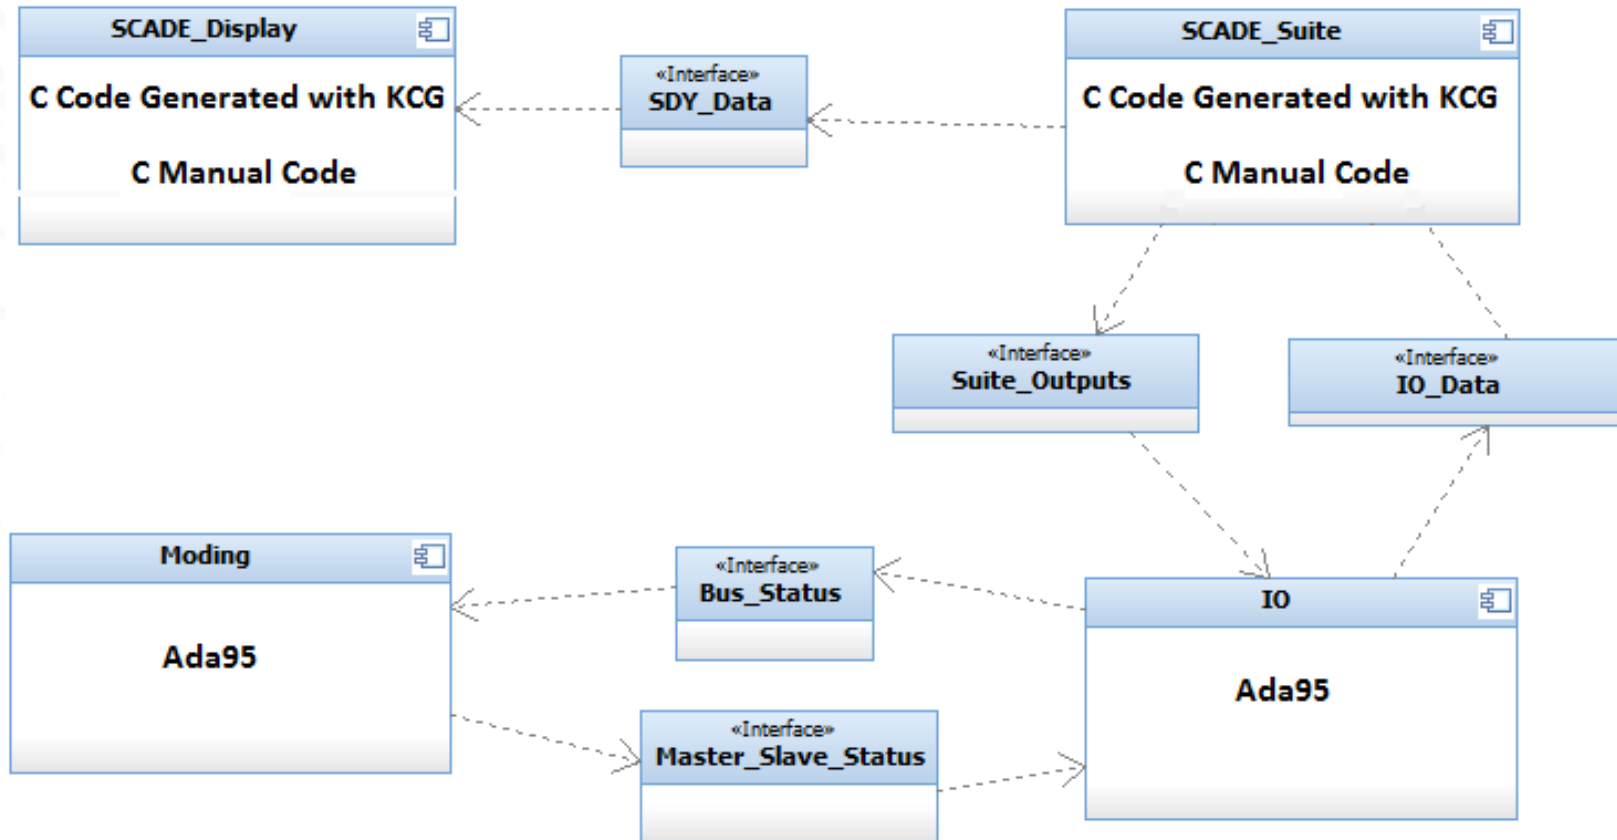 SCADE_Display
C Code Generated with KCG
C Manual Code
«Interface»
SDY_Data
SCADE_Suite
C Code Generated with KCG
C Manual Code
«Interface»
Suite_Outputs
«Interface»
IO_Data
Moding
Ada95
«Interface»
Bus_Status
«Interface»
Master_Slave_Status
IO
Ada95